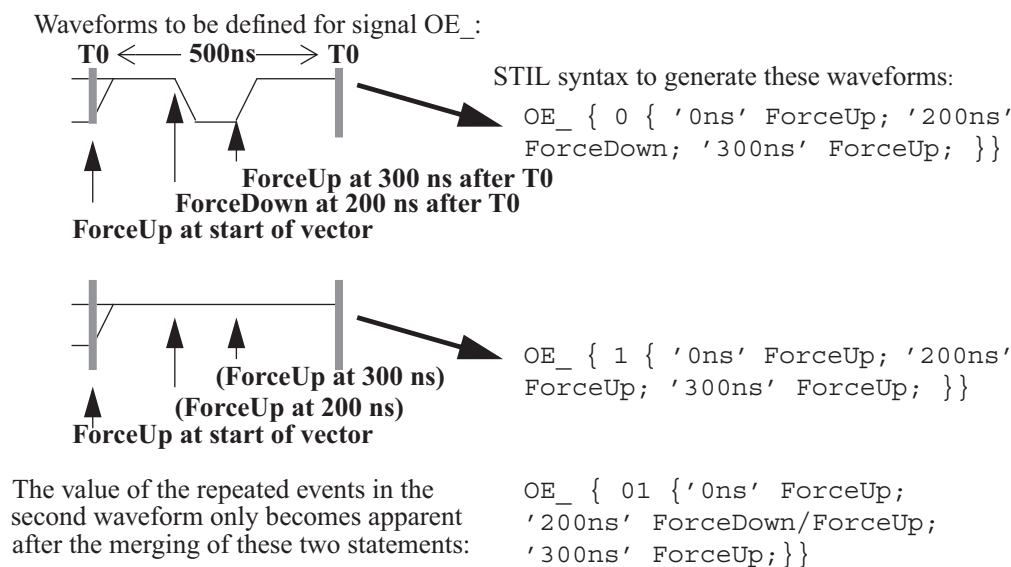 Waveforms to be defined for signal OE_:
T0 500ns T0
STIL syntax to generate these waveforms:
OE_ { 0 { '0ns' ForceUp; '200ns'
ForceDown; '300ns' ForceUp; }}
ForceUp at 300 ns after T0
ForceDown at 200 ns after T0
ForceUp at start of vector
OE_ { 1 { '0ns' ForceUp; '200ns'
ForceUp; '300ns' ForceUp; }}
(ForceUp at 300 ns)
(ForceUp at 200 ns)
ForceUp at start of vector
The value of the repeated events in the
second waveform only becomes apparent
after the merging of these two statements:
OE_ { 01 {'0ns' ForceUp;
'200ns' ForceDown/ForceUp;
'300ns' ForceUp;}}